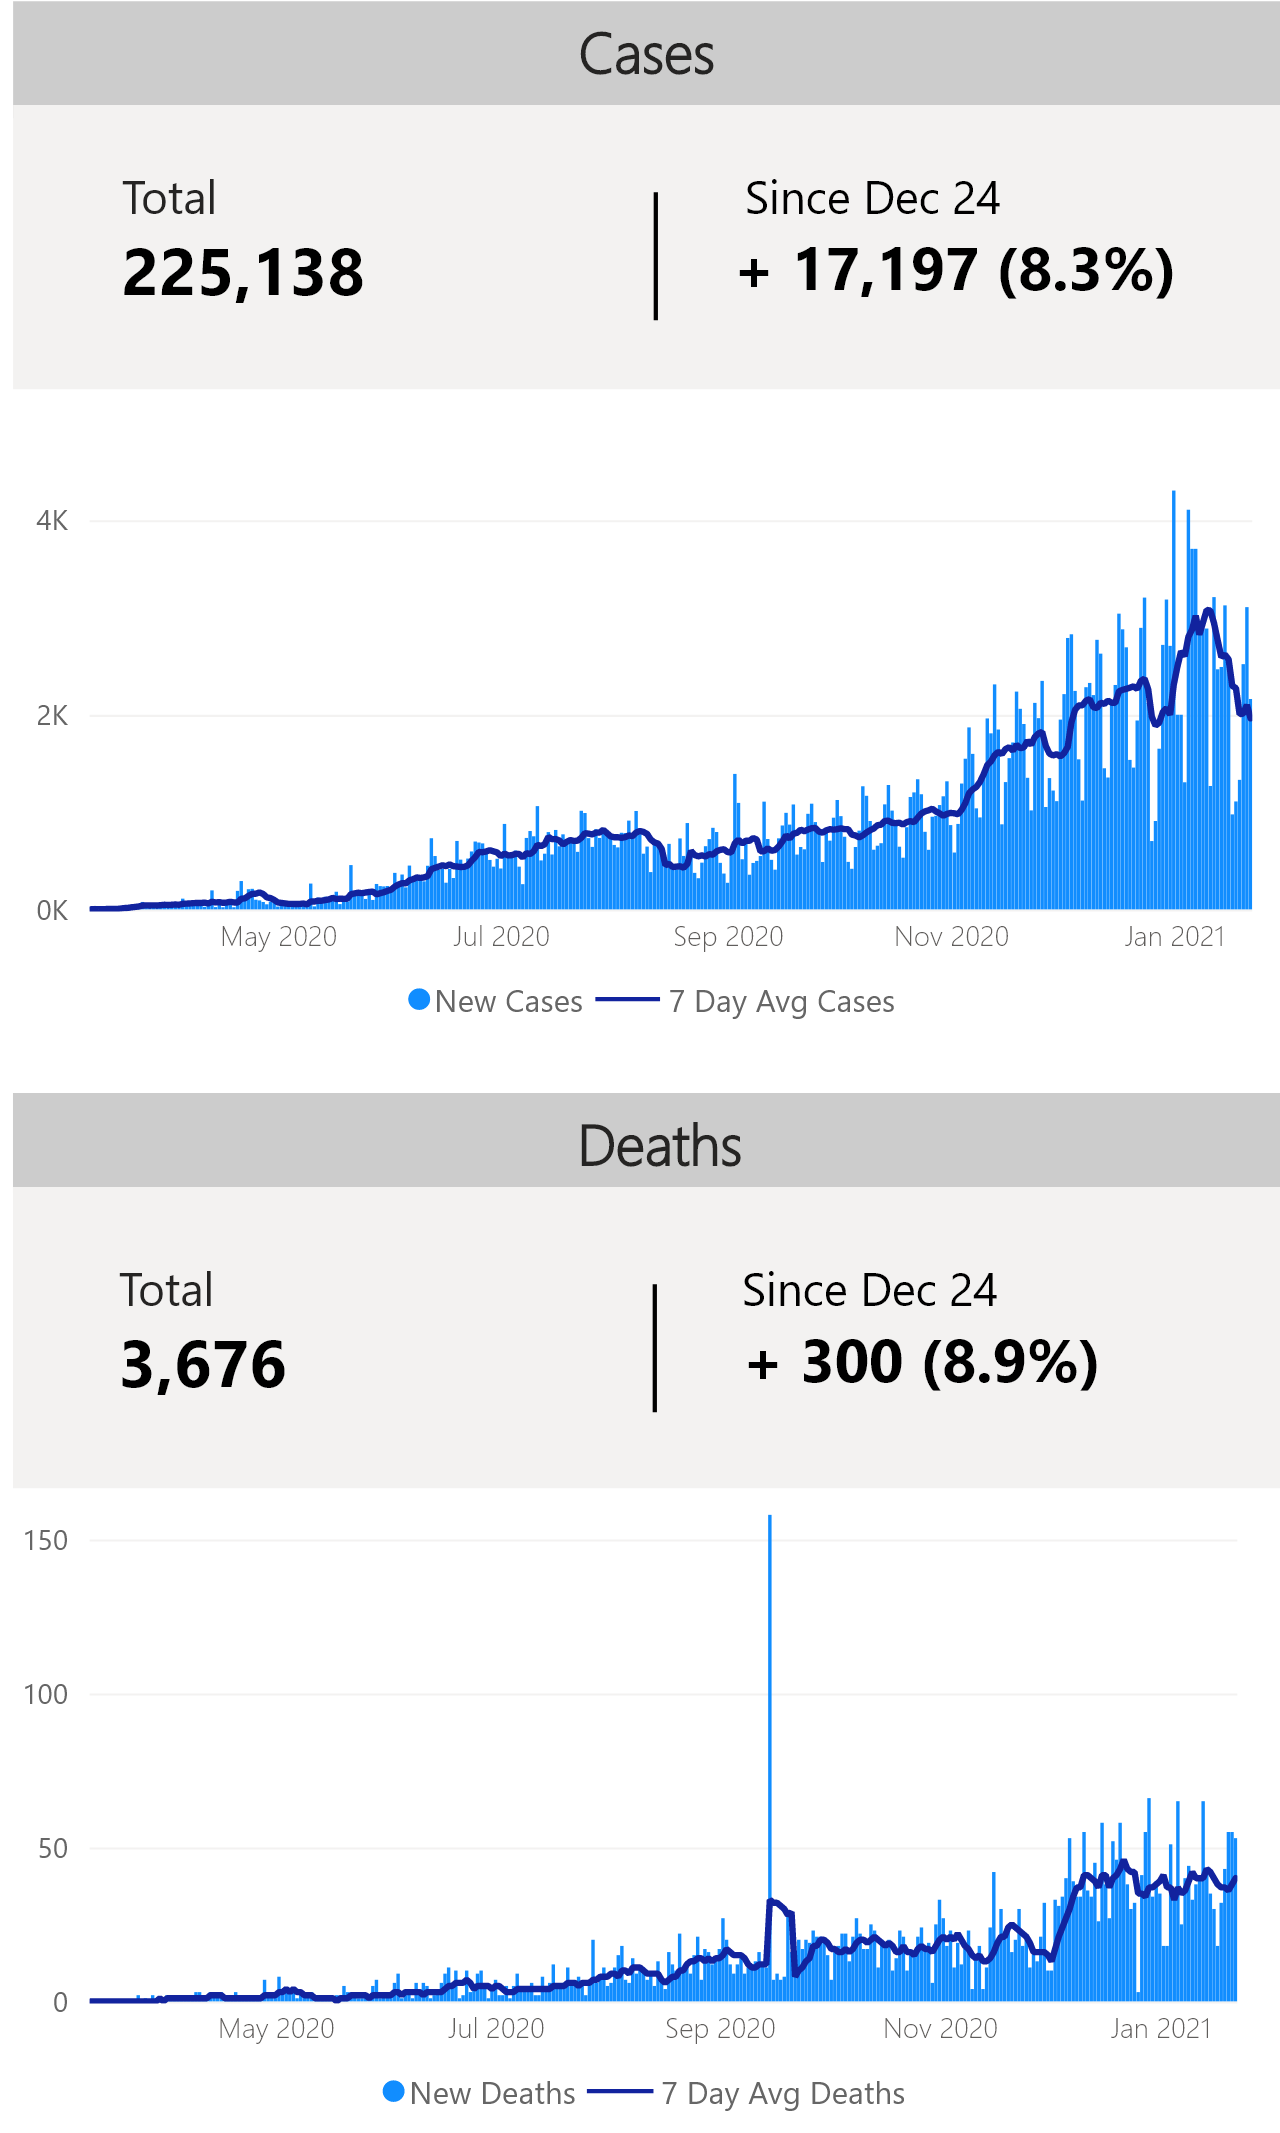 Cases
Total
Since Dec 24
225,138
+ 17,197 (8.3%)
4K
2K
0K
May 2020
Jul 2020
Sep 2020
Nov 2020
Jan 2021
New Cases
7 Day Avg Cases
Deaths
Total
Since Dec 24
3,676
+ 300 (8.9%)
150
100
50
0
May 2020
Jul 2020
Sep 2020
Nov 2020
Jan 2021
New Deaths
7 Day Avg Deaths